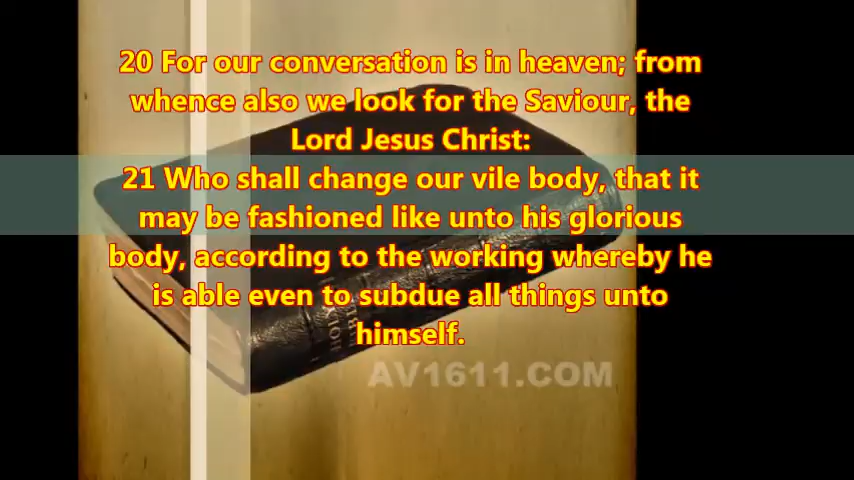 20 For our conversation is in heaven; from
whence also we look for the Saviour, the
Lord Jesus Christ:
21 Who shall change our vile body, that it
may be fashioned like unto his glorious
body, according to the working whereby he
is able even to subdue all things unto
himself.
AV1611.COM